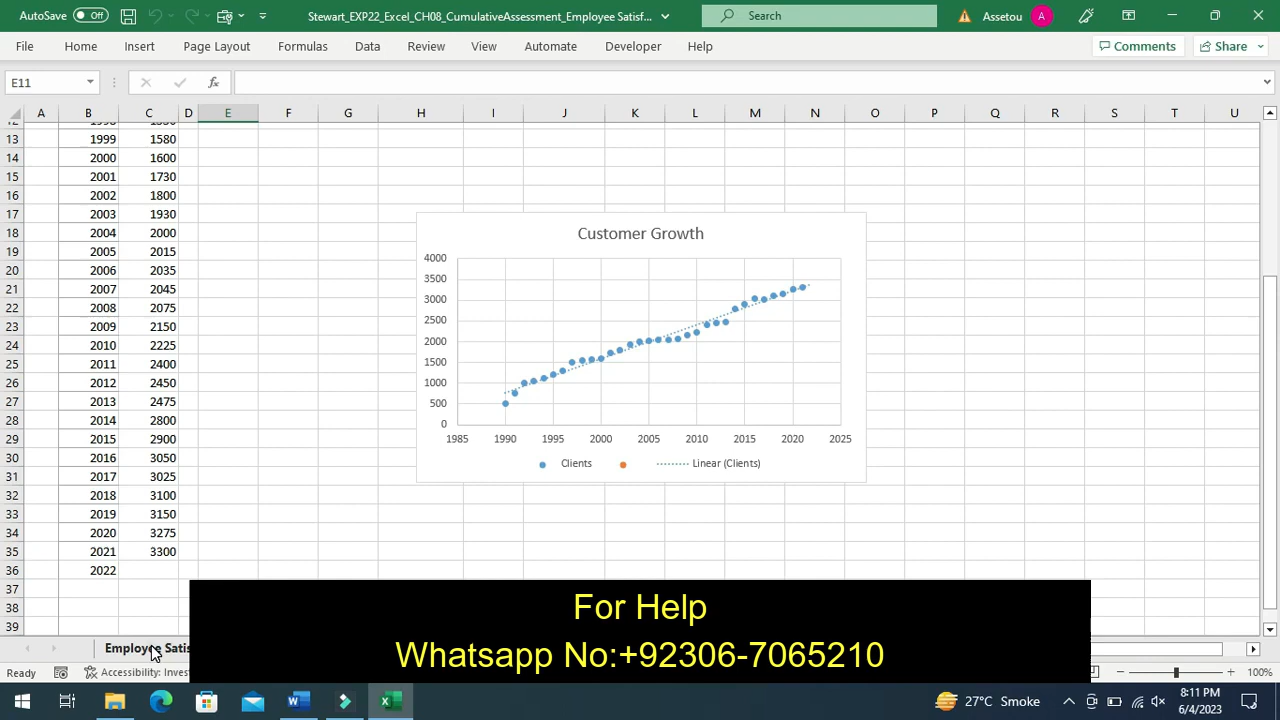 AutoSave Off Stewart_EXP22_Excel_CH08_CumulativeAssessment_Employee Satisf... Search Assetou A
File Home Insert Page Layout Formulas Data Review View Automate Developer Help Comments Share
E11 fx
A B C D E F G H I J K L M N O P Q R S T U
13 1999 1580
14 2000 1600
15 2001 1730
16 2002 1800
17 2003 1930
18 2004 2000
19 2005 2015
20 2006 2035
21 2007 2045
22 2008 2075
23 2009 2150
24 2010 2225
25 2011 2400
26 2012 2450
27 2013 2475
28 2014 2800
29 2015 2900
30 2016 3050
31 2017 3025
32 2018 3100
33 2019 3150
34 2020 3275
35 2021 3300
36 2022
37
38
39
Customer Growth
4000
3500
3000
2500
2000
1500
1000
500
0
1985 1990 1995 2000 2005 2010 2015 2020 2025
Clients Linear (Clients)
For Help
Whatsapp No:+92306-7065210
Employee Satis
Ready Accessibility: Inves 100%
27°C Smoke 8:11 PM
6/4/2023